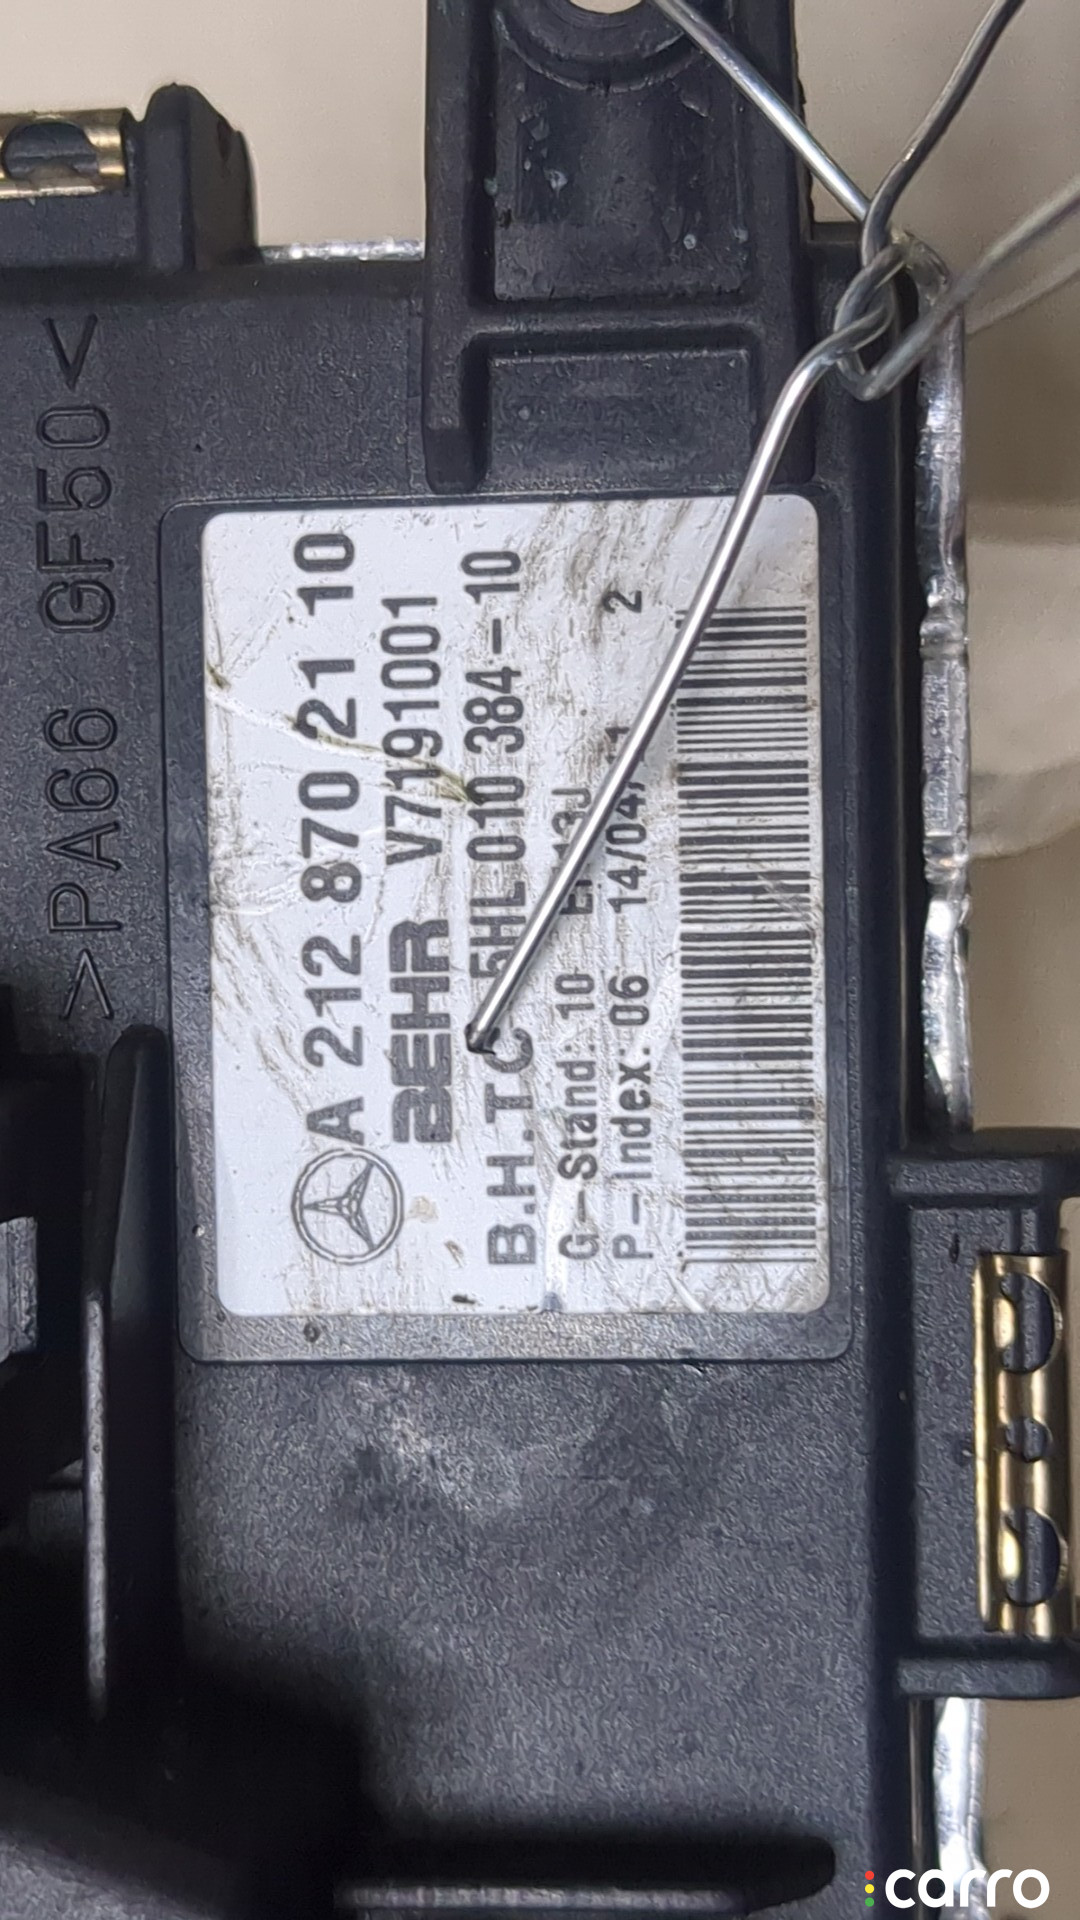 >PA66 GF50<
A 212 870 21 10
BEHR V7191001
B.H.T.C 5HL 010 384-10
G-Stand: 10
P-Index: 06 14/04/11 2
carro